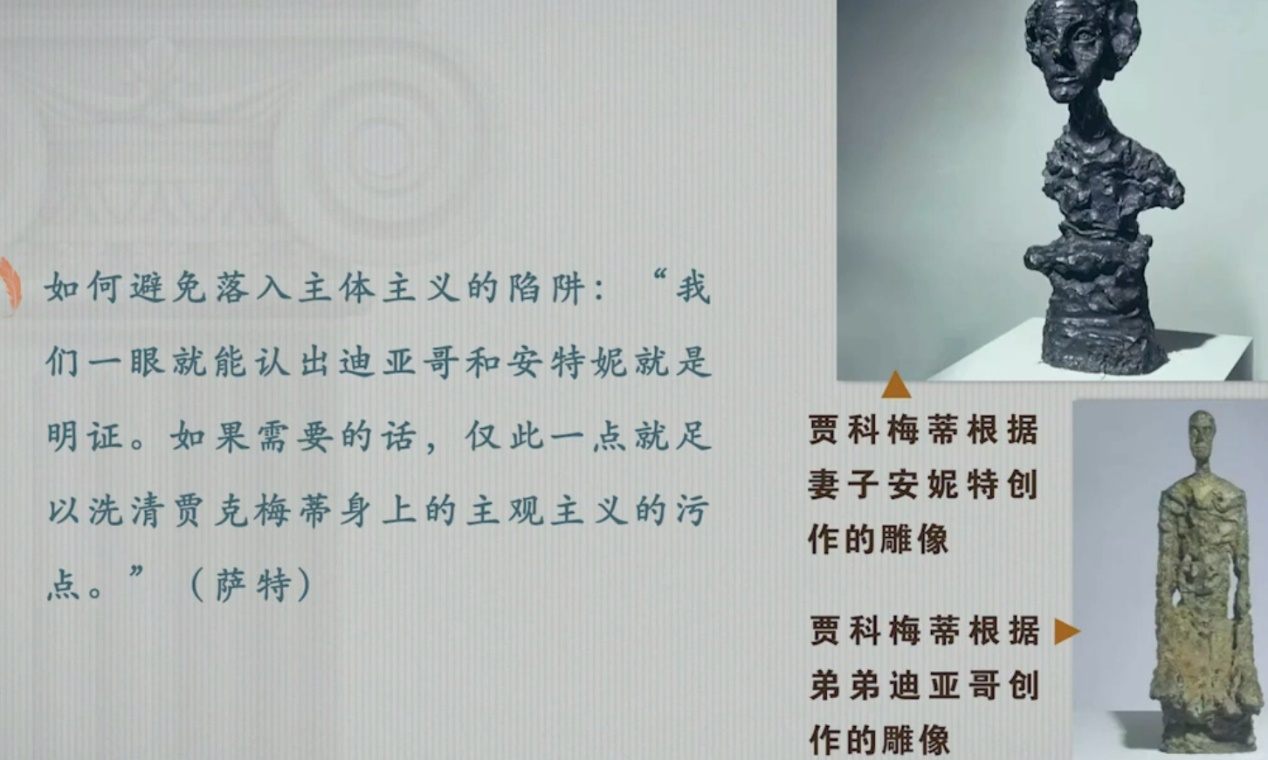 如何避免落入主体主义的陷阱：“我
们一眼就能认出迪亚哥和安特妮就是
明证。如果需要的话，仅此一点就足
以洗清贾克梅蒂身上的主观主义的污
点。”（萨特）
贾科梅蒂根据
妻子安妮特创
作的雕像
贾科梅蒂根据
弟弟迪亚哥创
作的雕像